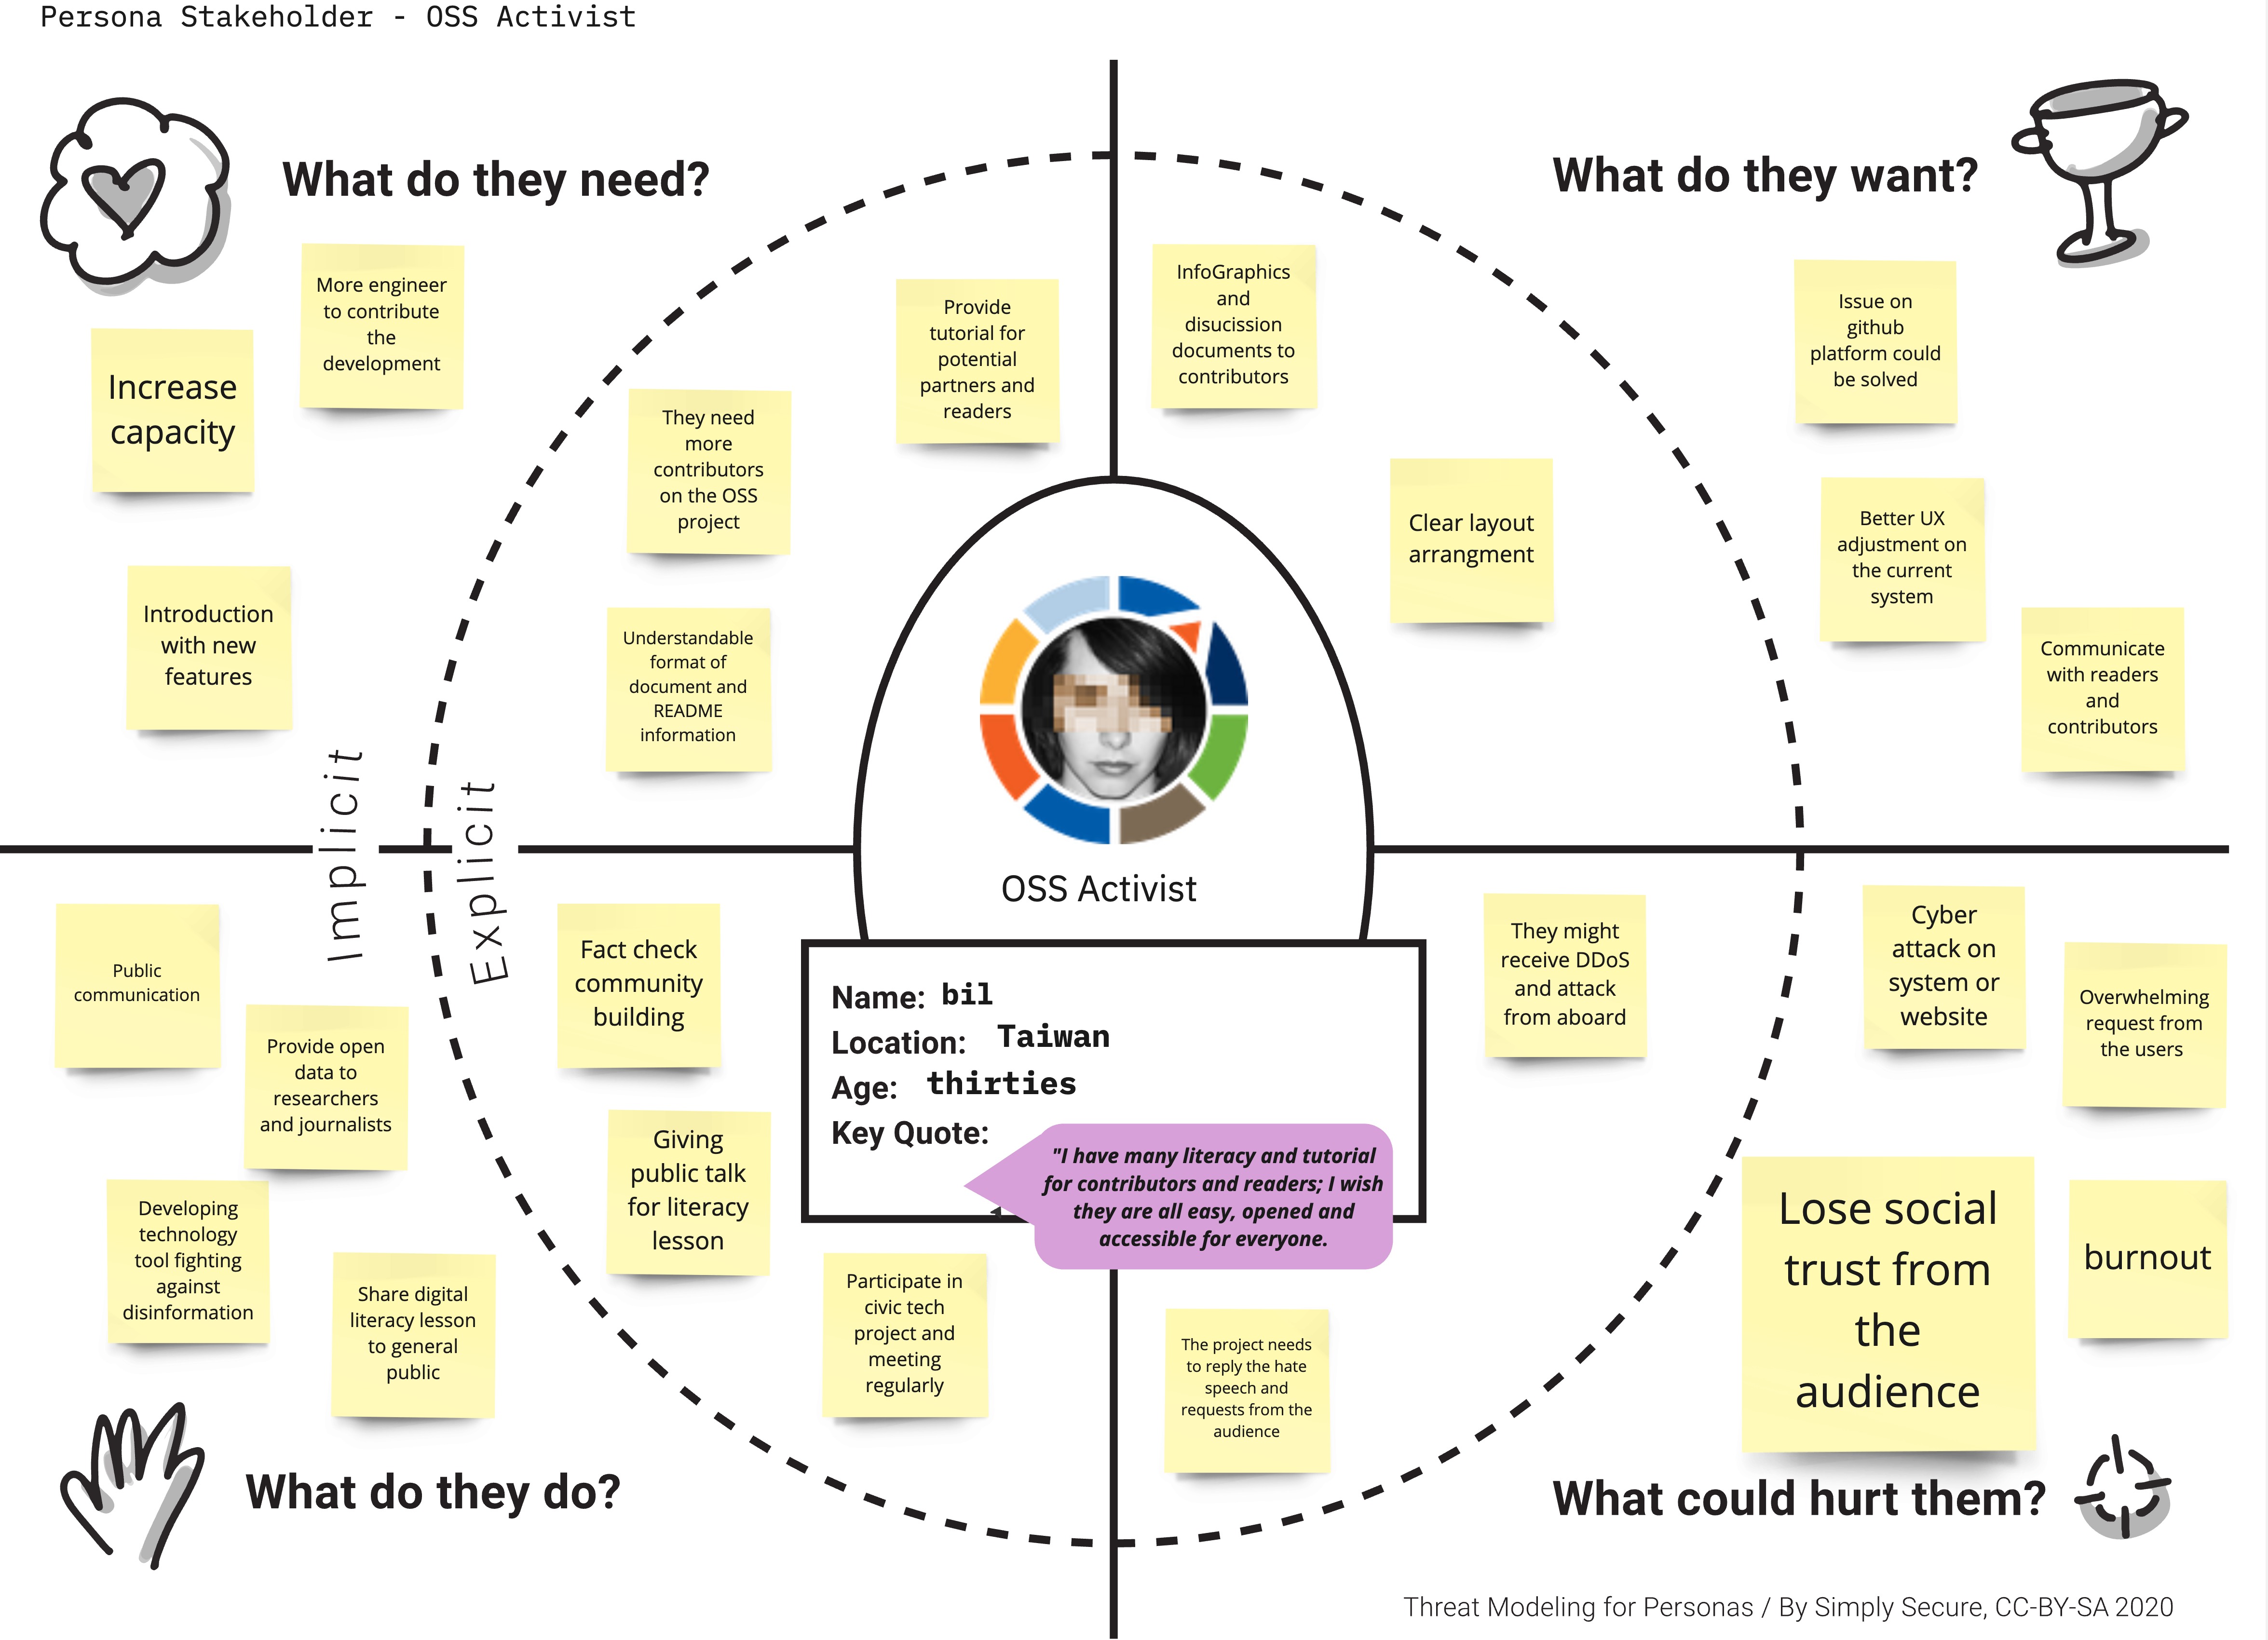 Persona Stakeholder - OSS Activist
What do they need?
More engineer
to contribute
the
development
Increase
capacity
Introduction
with new
features
They need
more
contributors
on the OSS
project
Provide
tutorial for
potential
partners and
readers
Understandable
format of
document and
README
information
What do they want?
InfoGraphics
and
disucission
documents to
contributors
Clear layout
arrangment
Issue on
github
platform could
be solved
Better UX
adjustment on
the current
system
Communicate
with readers
and
contributors
Implicit
Explicit
OSS Activist
Name: bil
Location: Taiwan
Age: thirties
Key Quote:
"I have many literacy and tutorial
for contributors and readers; I wish
they are all easy, opened and
accessible for everyone.
Public
communication
Provide open
data to
researchers
and journalists
Developing
technology
tool fighting
against
disinformation
Share digital
literacy lesson
to general
public
Fact check
community
building
Giving
public talk
for literacy
lesson
Participate in
civic tech
project and
meeting
regularly
What do they do?
They might
receive DDoS
and attack
from aboard
The project needs
to reply the hate
speech and
requests from the
audience
Cyber
attack on
system or
website
Overwhelming
request from
the users
Lose social
trust from
the
audience
burnout
What could hurt them?
Threat Modeling for Personas / By Simply Secure, CC-BY-SA 2020